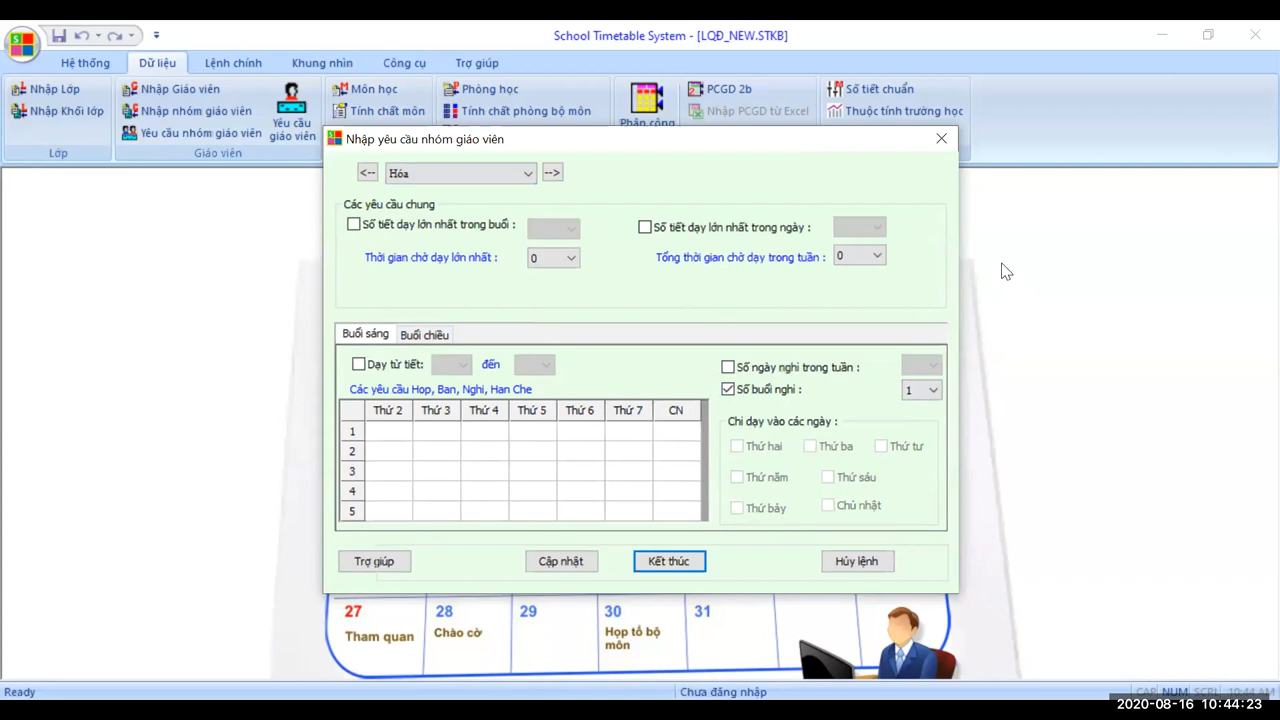 School Timetable System - [LQĐ_NEW.STKB]
Hệ thống Dữ liệu Lệnh chính Khung nhìn Công cụ Trợ giúp
Nhập Lớp
Nhập Khối lớp
Lớp
Nhập Giáo viên
Nhập nhóm giáo viên
Yêu cầu nhóm giáo viên
Yêu cầu
giáo viên
Giáo viên
Môn học
Tính chất môn
Phòng học
Tính chất phòng bộ môn
Phân công
PCGD 2b
Nhập PCGD từ Excel
Số tiết chuẩn
Thuộc tính trường học
Nhập yêu cầu nhóm giáo viên
<-- Hóa -->
Các yêu cầu chung
Số tiết dạy lớn nhất trong buổi :
Số tiết dạy lớn nhất trong ngày :
Thời gian chờ dạy lớn nhất : 0
Tổng thời gian chờ dạy trong tuần : 0
Buổi sáng Buổi chiều
Dạy từ tiết: đến
Số ngày nghỉ trong tuần :
Các yêu cầu Hop, Ban, Nghi, Han Che
Số buổi nghỉ : 1
Thứ 2 Thứ 3 Thứ 4 Thứ 5 Thứ 6 Thứ 7 CN
1
2
3
4
5
Chỉ dạy vào các ngày :
Thứ hai Thứ ba Thứ tư
Thứ năm Thứ sáu
Thứ bảy Chủ nhật
Trợ giúp Cập nhật Kết thúc Hủy lệnh
27 28 29 30 31
Tham quan Chào cờ Họp tổ bộ
môn
Ready Chưa đăng nhập CAP NUM SCRL 10:44 AM
2020-08-16 10:44:23